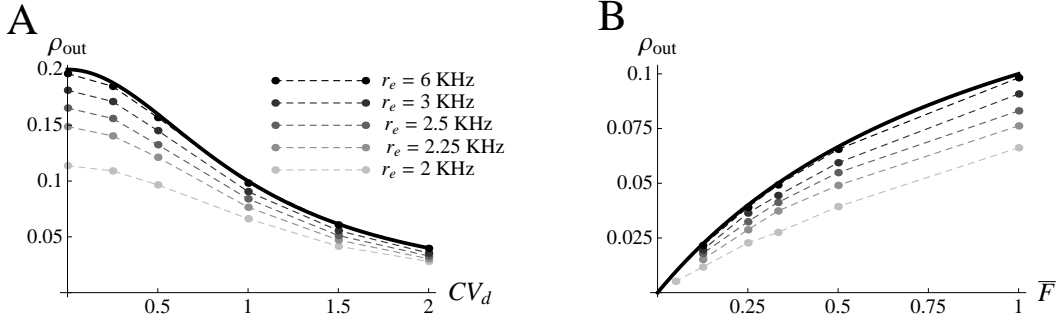 A
ρout
0.2
0.15
0.1
0.05
0.5
1
1.5
2
CVd
re = 6 KHz
re = 3 KHz
re = 2.5 KHz
re = 2.25 KHz
re = 2 KHz
B
ρout
0.1
0.075
0.05
0.025
0.25
0.5
0.75
1
F̅